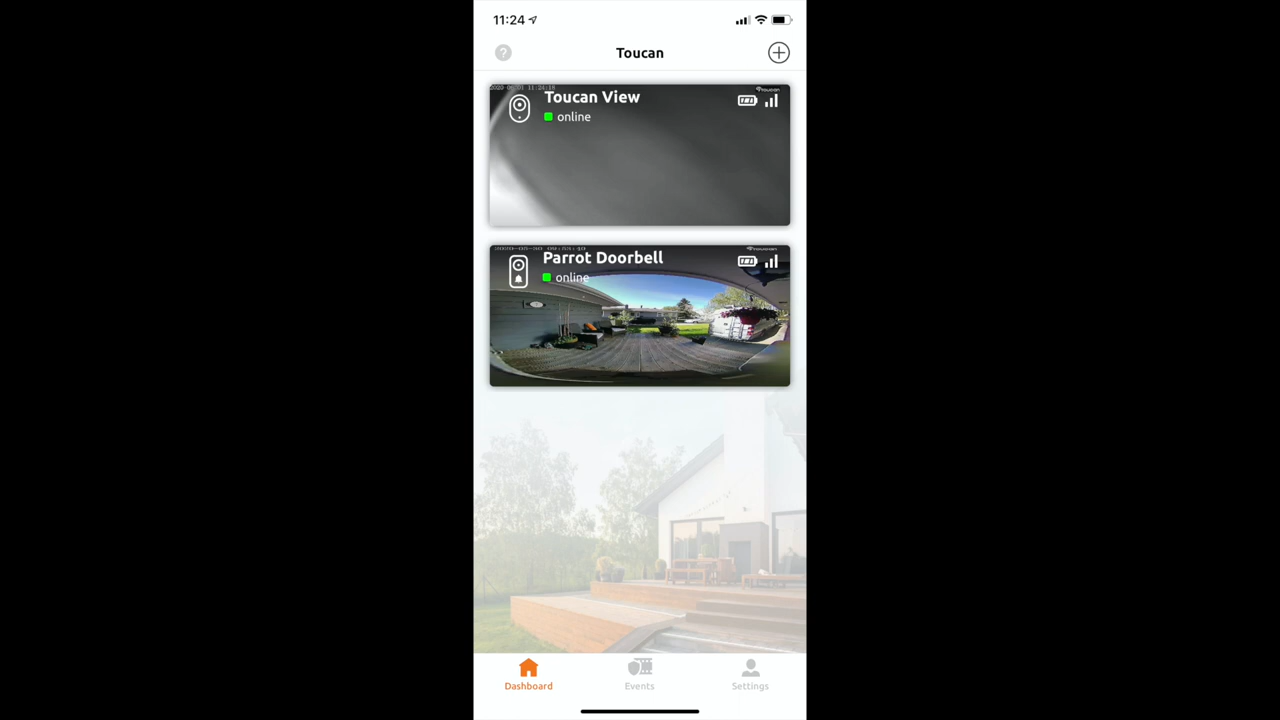 11:24
?
Toucan
Toucan View
online
Parrot Doorbell
online
Dashboard
Events
Settings